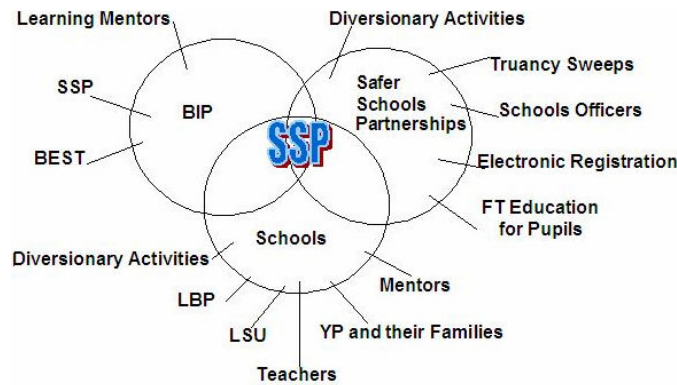 Learning Mentors
Diversionary Activities
Truancy Sweeps
Safer
Schools
Partnerships
SSP
BIP
Schools Officers
SSP
BEST
Electronic Registration
FT Education
for Pupils
Schools
Diversionary Activities
Mentors
LBP
LSU
YP and their Families
Teachers